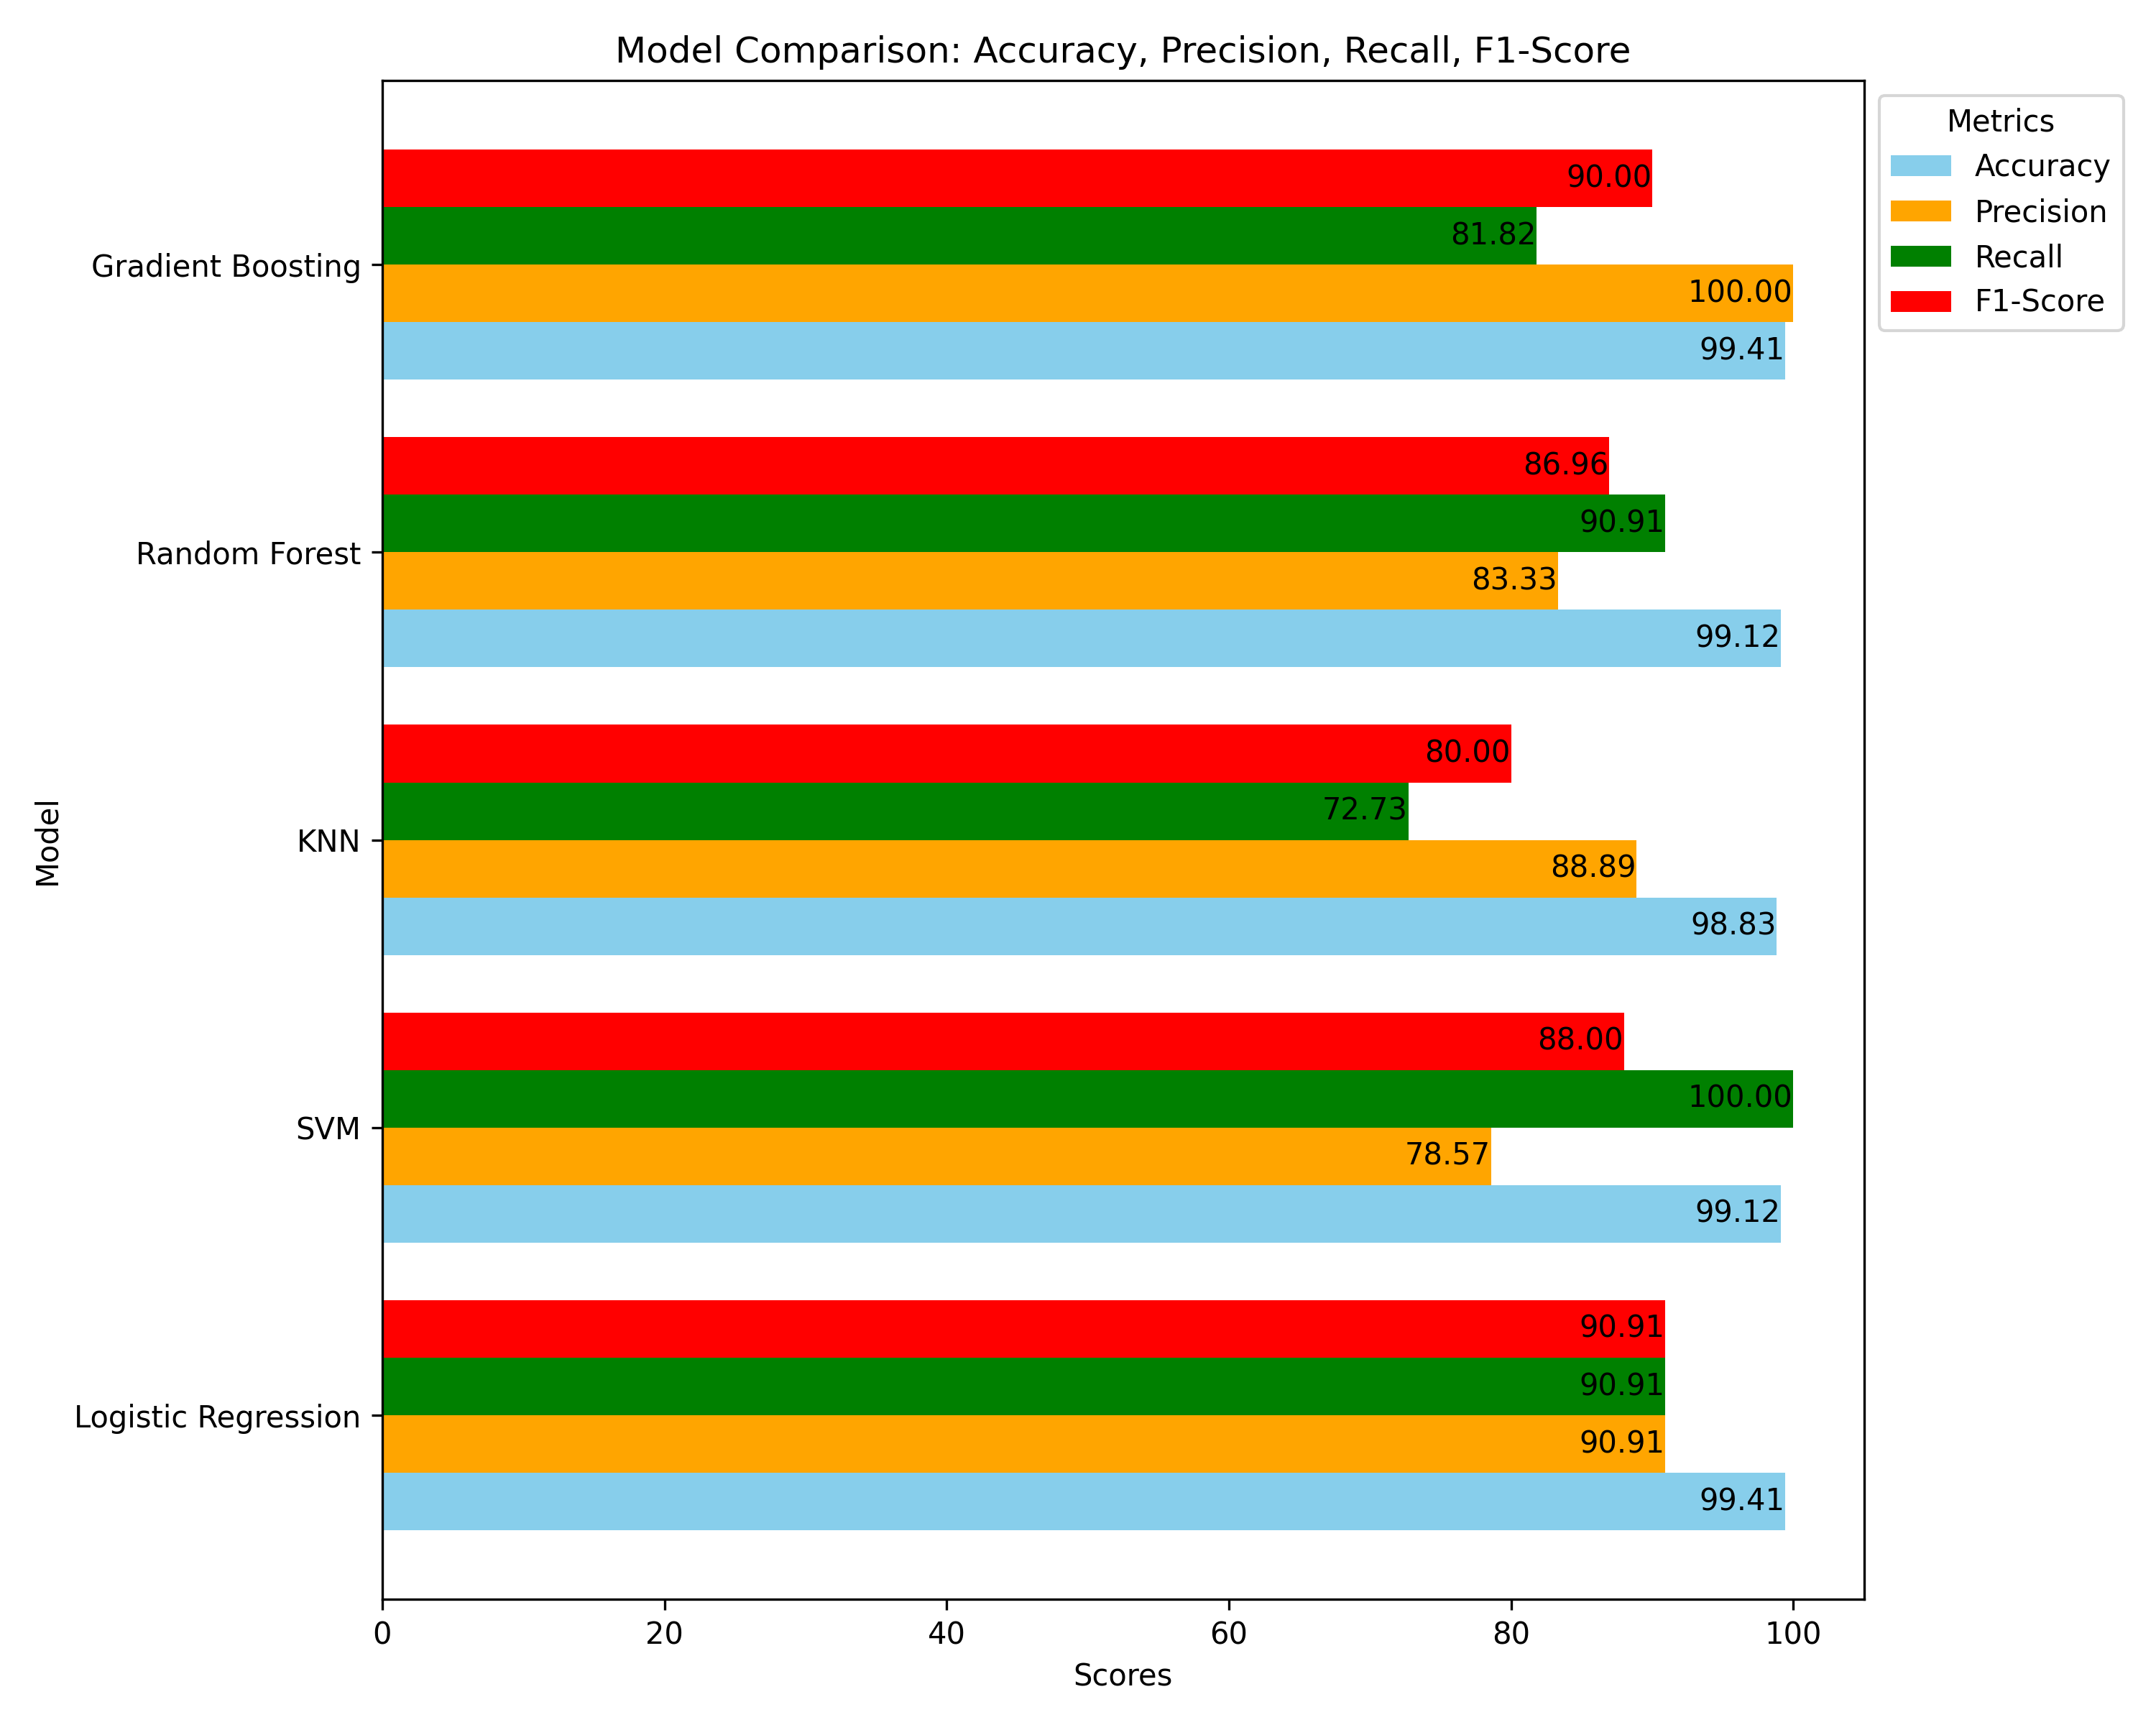 Model Comparison: Accuracy, Precision, Recall, F1-Score
Metrics
Accuracy
Precision
Recall
F1-Score
Model
Gradient Boosting
90.00
81.82
100.00
99.41
Random Forest
86.96
90.91
83.33
99.12
KNN
80.00
72.73
88.89
98.83
SVM
88.00
100.00
78.57
99.12
Logistic Regression
90.91
90.91
90.91
99.41
0 20 40 60 80 100
Scores